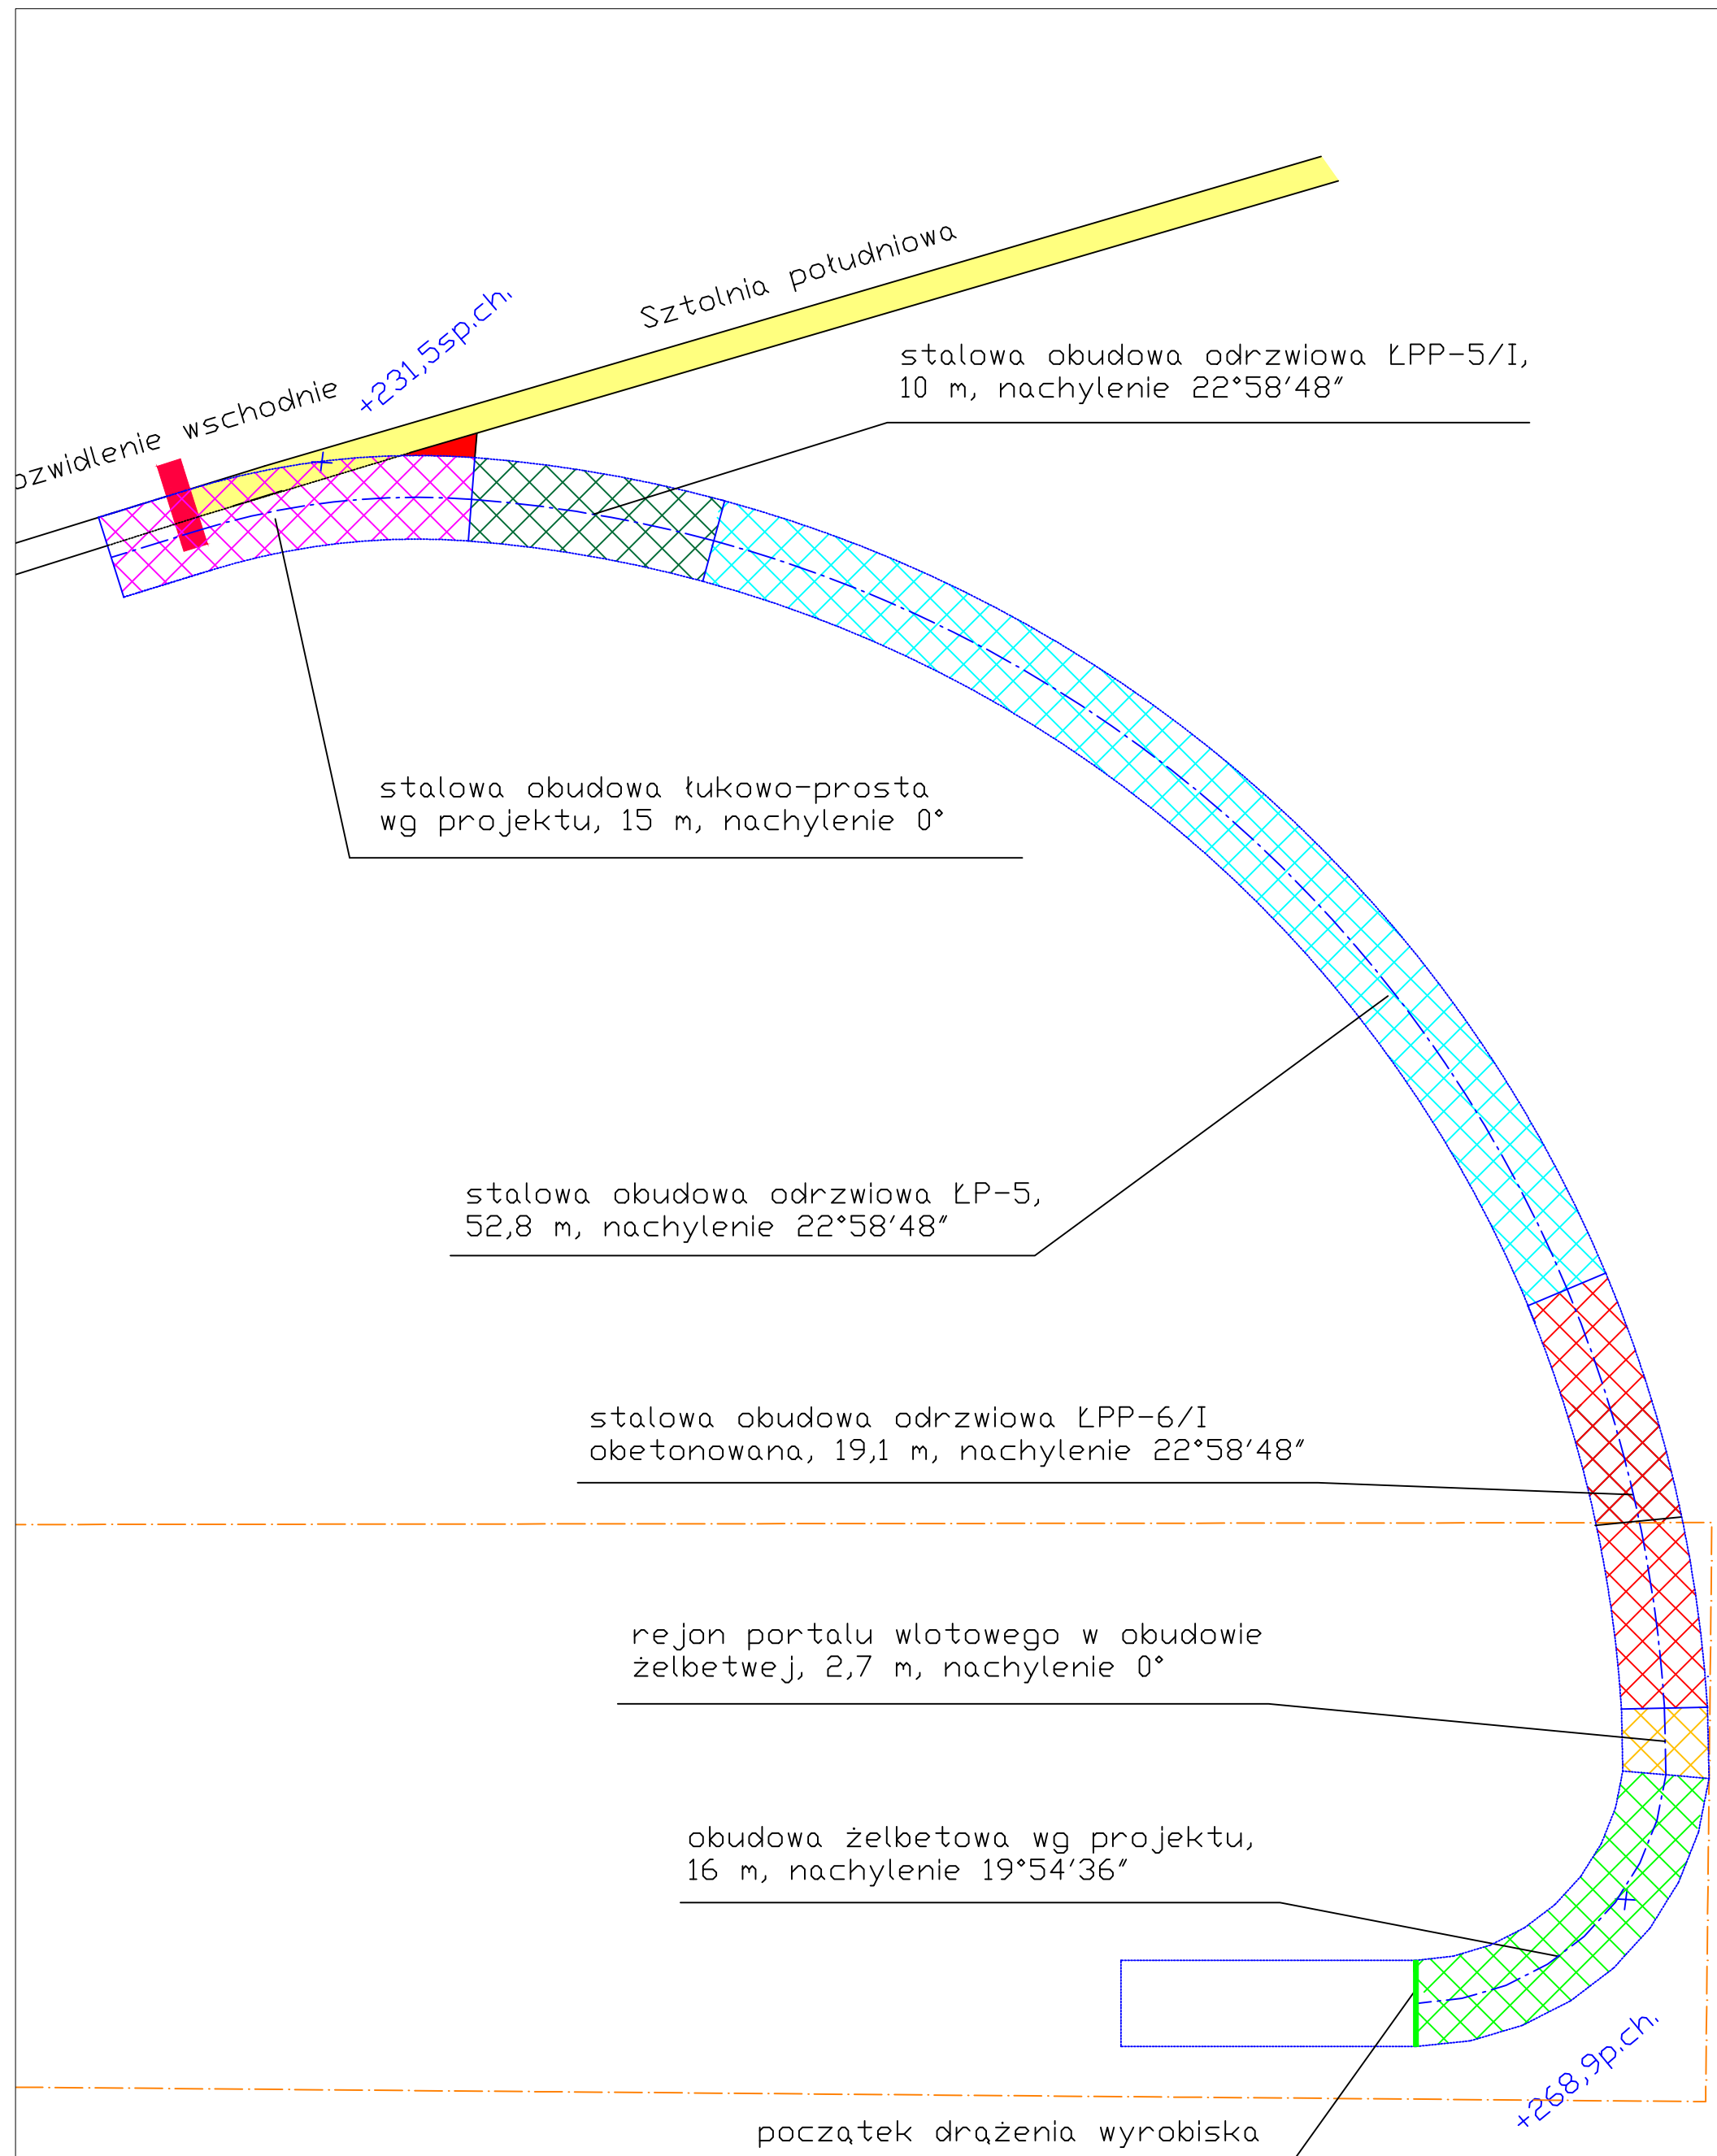 Sztolnia południowa
+231,5sp.ch.
stalowa obudowa odrzwiowa ŁPP-5/I,
10 m, nachylenie 22°58'48"
ozwidlenie wschodnie
stalowa obudowa łukowo-prosta
wg projektu, 15 m, nachylenie 0°
stalowa obudowa odrzwiowa ŁP-5,
52,8 m, nachylenie 22°58'48"
stalowa obudowa odrzwiowa ŁPP-6/I
obetonowana, 19,1 m, nachylenie 22°58'48"
rejon portalu wlotowego w obudowie
żelbetwej, 2,7 m, nachylenie 0°
obudowa żelbetowa wg projektu,
16 m, nachylenie 19°54'36"
+268,9p.ch.
początek drążenia wyrobiska